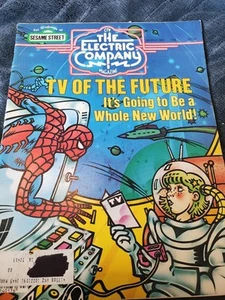 SESAME STREET
THE
ELECTRIC
COMPANY
MAGAZINE
TV OF THE FUTURE
It's Going to Be a
Whole New World!
TV